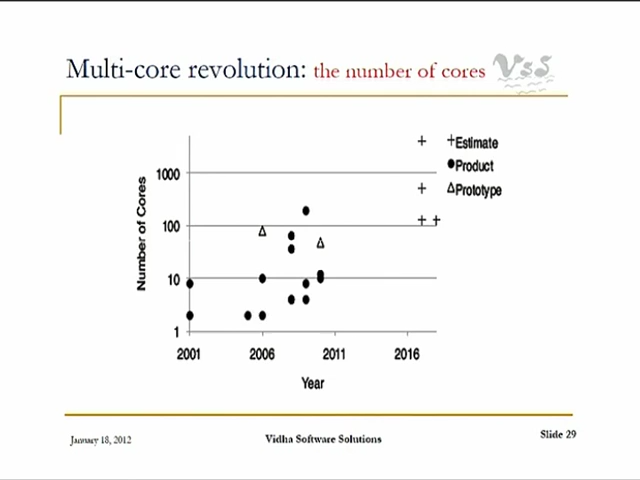 Multi-core revolution: the number of cores
VsS
Estimate
Product
Prototype
1000
100
10
1
Number of Cores
2001 2006 2011 2016
Year
January 18, 2012
Vidha Software Solutions
Slide 29